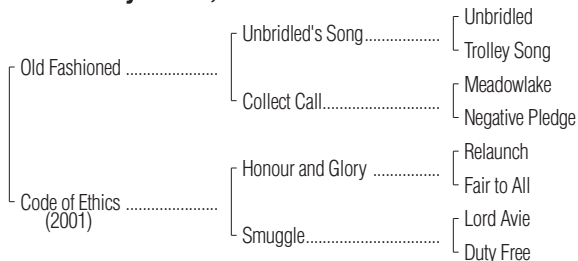 Unbridled
Unbridled's Song.................
Trolley Song
Old Fashioned ......................
Meadowlake
Collect Call...........................
Negative Pledge
Relaunch
Honour and Glory ................
Fair to All
Code of Ethics ......................
(2001)
Lord Avie
Smuggle...............................
Duty Free